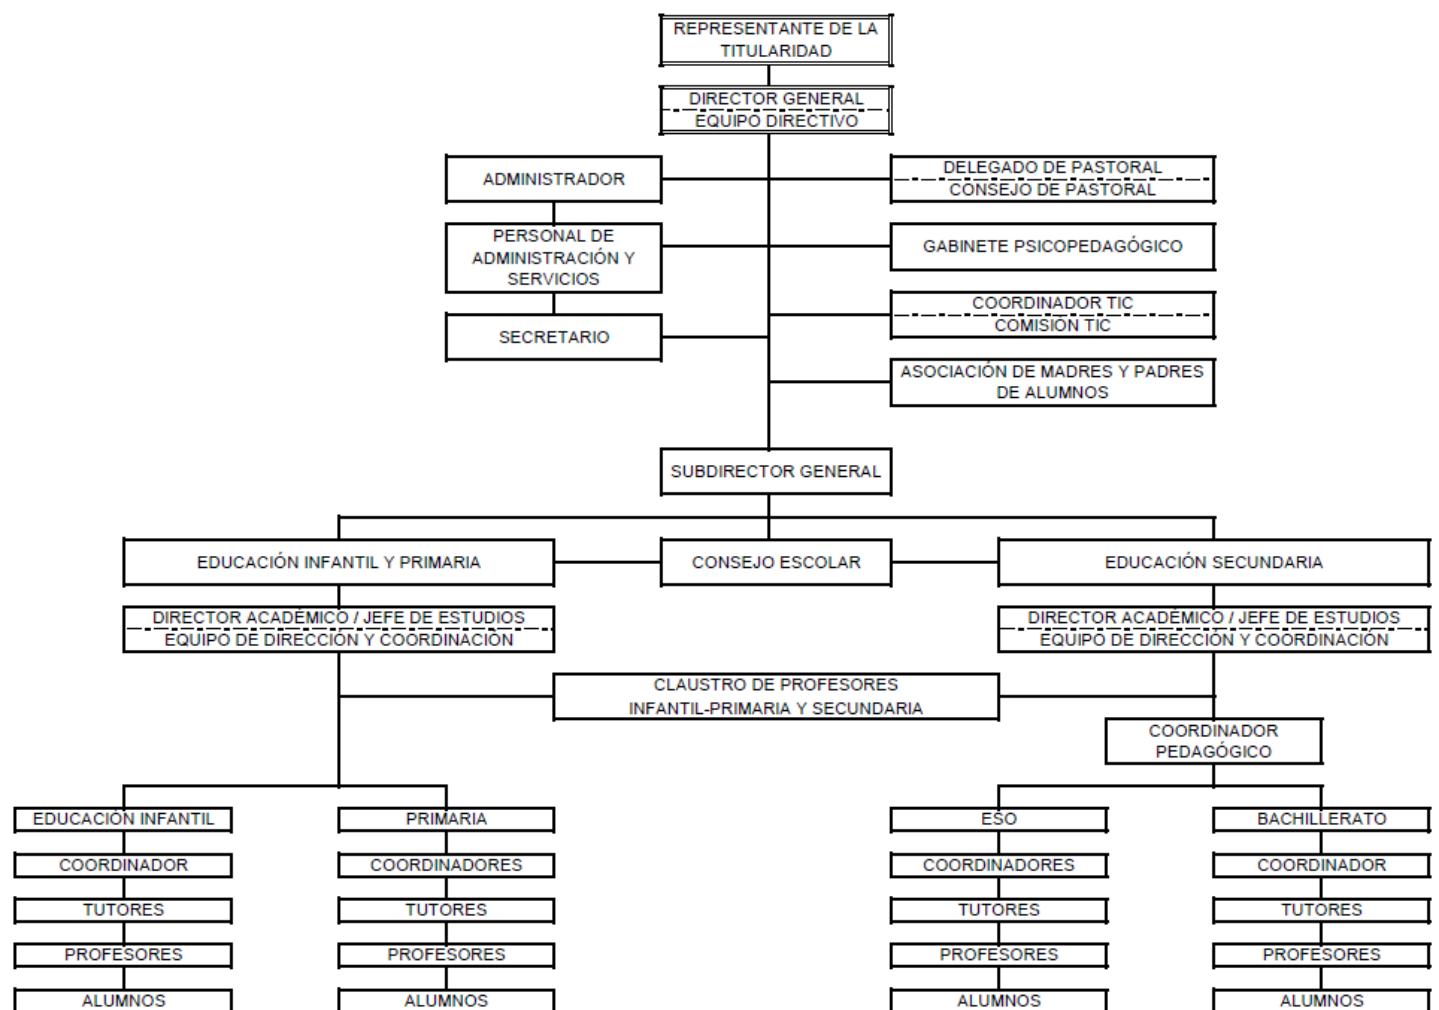 REPRESENTANTE DE LA
TITULARIDAD
DIRECTOR GENERAL
EQUIPO DIRECTIVO
ADMINISTRADOR
DELEGADO DE PASTORAL
CONSEJO DE PASTORAL
PERSONAL DE
ADMINISTRACIÓN Y
SERVICIOS
GABINETE PSICOPEDAGÓGICO
SECRETARIO
COORDINADOR TIC
COMISIÓN TIC
ASOCIACIÓN DE MADRES Y PADRES
DE ALUMNOS
SUBDIRECTOR GENERAL
EDUCACIÓN INFANTIL Y PRIMARIA
CONSEJO ESCOLAR
EDUCACIÓN SECUNDARIA
DIRECTOR ACADÉMICO / JEFE DE ESTUDIOS
EQUIPO DE DIRECCIÓN Y COORDINACIÓN
DIRECTOR ACADÉMICO / JEFE DE ESTUDIOS
EQUIPO DE DIRECCIÓN Y COORDINACIÓN
CLAUSTRO DE PROFESORES
INFANTIL-PRIMARIA Y SECUNDARIA
COORDINADOR
PEDAGÓGICO
EDUCACIÓN INFANTIL
PRIMARIA
ESO
BACHILLERATO
COORDINADOR
COORDINADORES
COORDINADORES
COORDINADOR
TUTORES
TUTORES
TUTORES
TUTORES
PROFESORES
PROFESORES
PROFESORES
PROFESORES
ALUMNOS
ALUMNOS
ALUMNOS
ALUMNOS